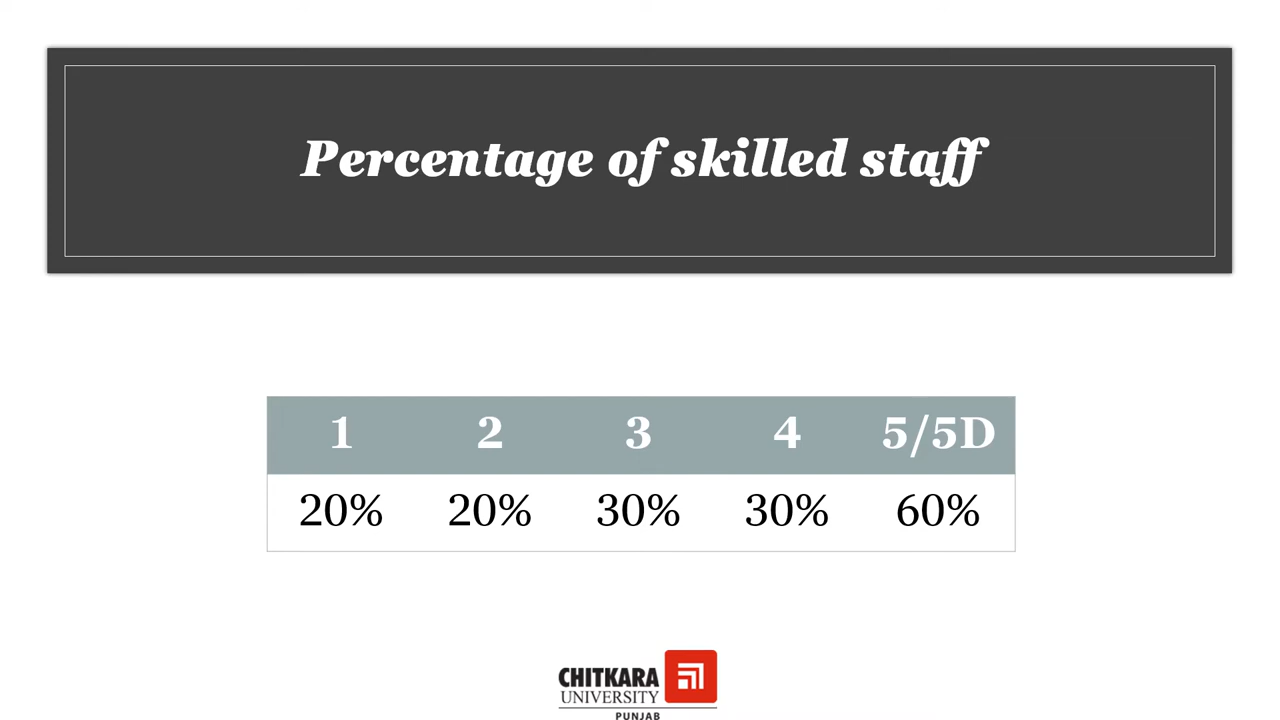 Percentage of skilled staff
1 2 3 4 5/5D
20% 20% 30% 30% 60%
CHITKARA
UNIVERSITY
PUNJAB